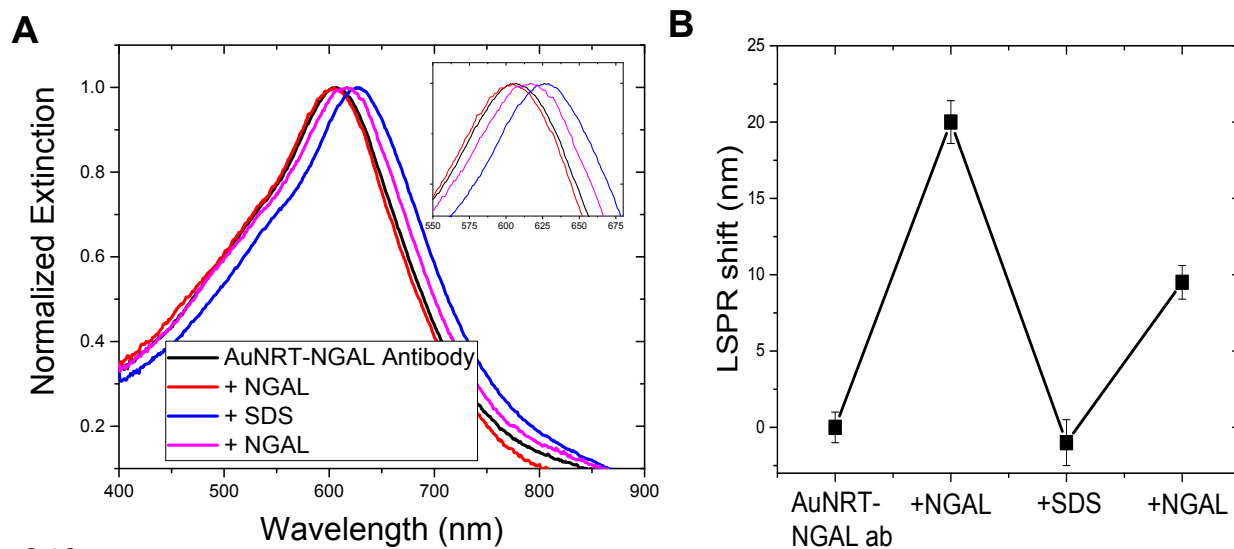 A
B
Normalized Extinction
1.0
0.8
0.6
0.4
0.2
400
500
600
700
800
900
Wavelength (nm)
550
575
600
625
650
675
AuNRT-NGAL Antibody
+ NGAL
+ SDS
+ NGAL
LSPR shift (nm)
25
20
15
10
5
0
AuNRT-
NGAL ab
+NGAL
+SDS
+NGAL